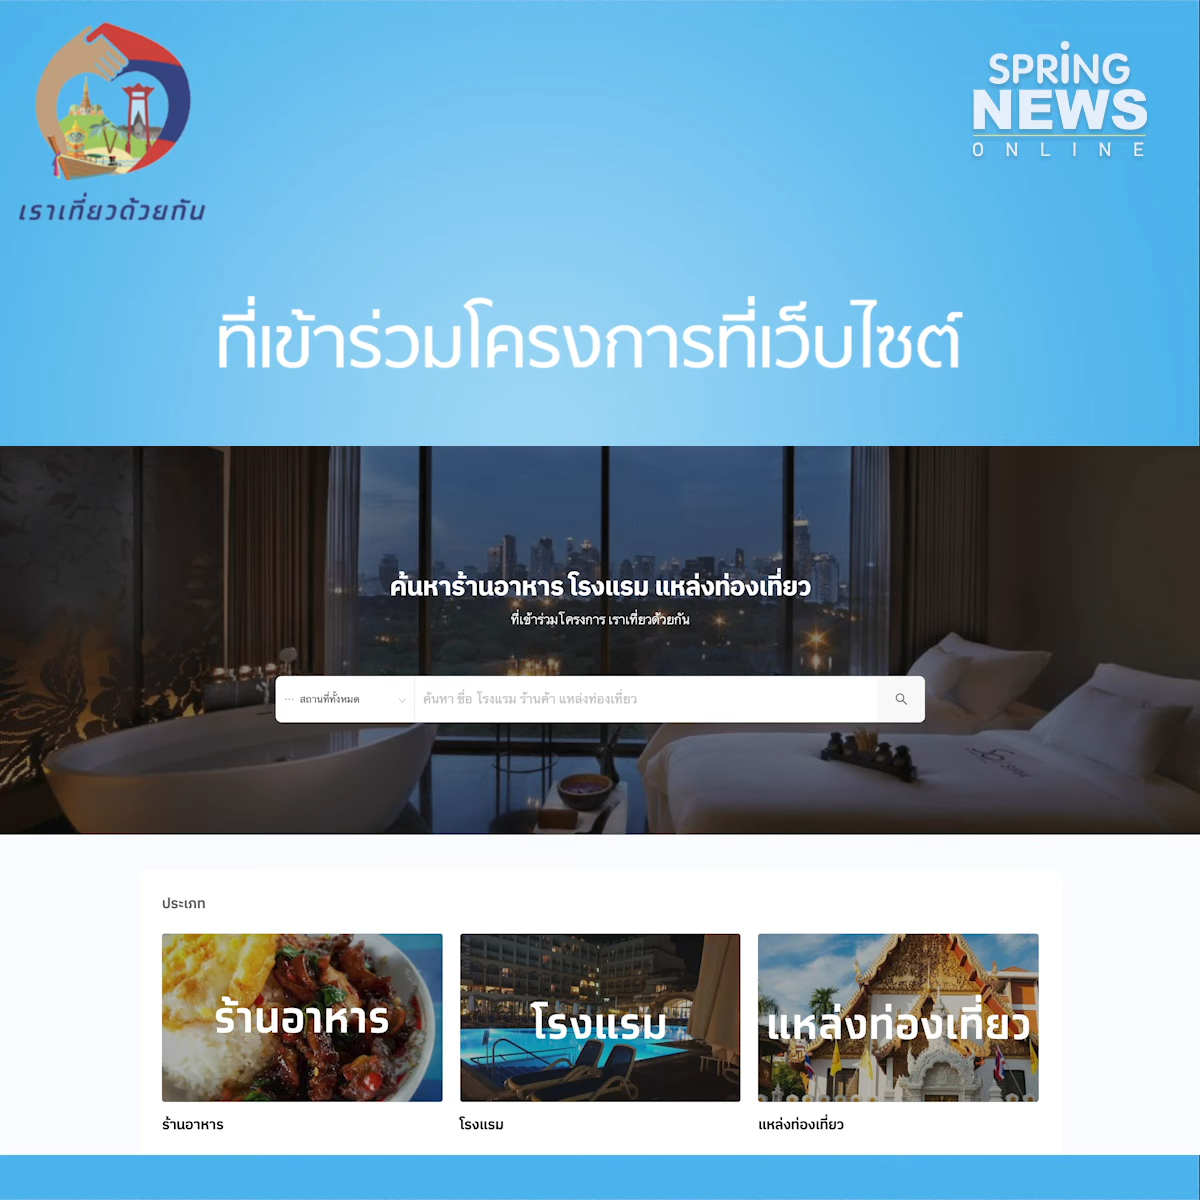 เราเที่ยวด้วยกัน
SPRiNG
NEWS
ONLINE
ที่เข้าร่วมโครงการที่เว็บไซต์
ค้นหาร้านอาหาร โรงแรม แหล่งท่องเที่ยว
ที่เข้าร่วมโครงการ เราเที่ยวด้วยกัน
··· สถานที่ทั้งหมด
ค้นหา ชื่อ โรงแรม ร้านค้า แหล่งท่องเที่ยว
ประเภท
ร้านอาหาร
โรงแรม
แหล่งท่องเที่ยว
ร้านอาหาร
โรงแรม
แหล่งท่องเที่ยว